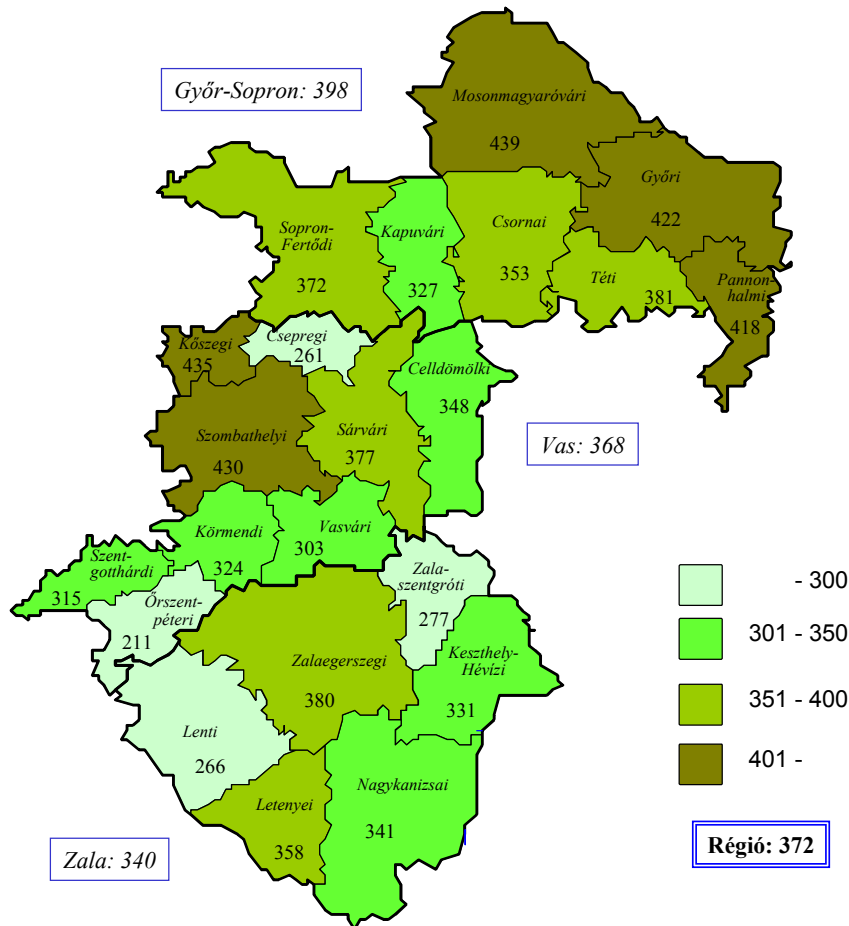 Győr-Sopron: 398
Mosonmagyaróvári
439
Győri
422
Sopron-
Fertődi
372
Kapuvári
327
Csornai
353
Téti
381
Pannon-
halmi
418
Kőszegi
435
Csepregi
261
Celldömölki
348
Szombathelyi
430
Sárvári
377
Vas: 368
Körmendi
324
Vasvári
303
Szent-
gotthárdi
315
Őrszent-
péteri
211
Zala-
szentgróti
277
Keszthely-
Hévízi
331
Zalaegerszegi
380
Lenti
266
Letenyei
358
Nagykanizsai
341
Zala: 340
- 300
301 - 350
351 - 400
401 -
Régió: 372